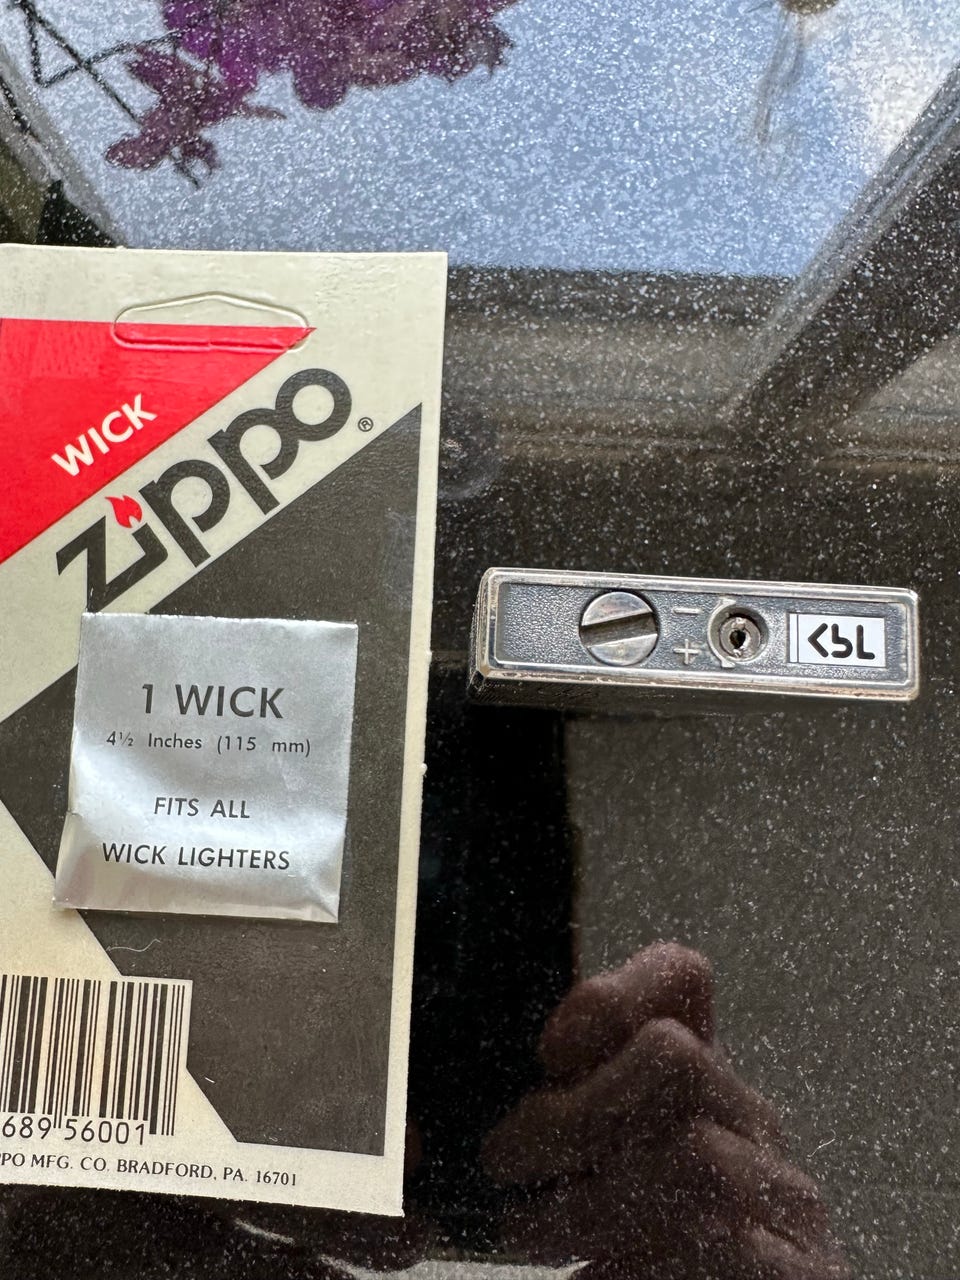 WICK
zippo®
1 WICK
4½ Inches (115 mm)
FITS ALL
WICK LIGHTERS
689 56001
PPO MFG. CO. BRADFORD, PA. 16701
−
+